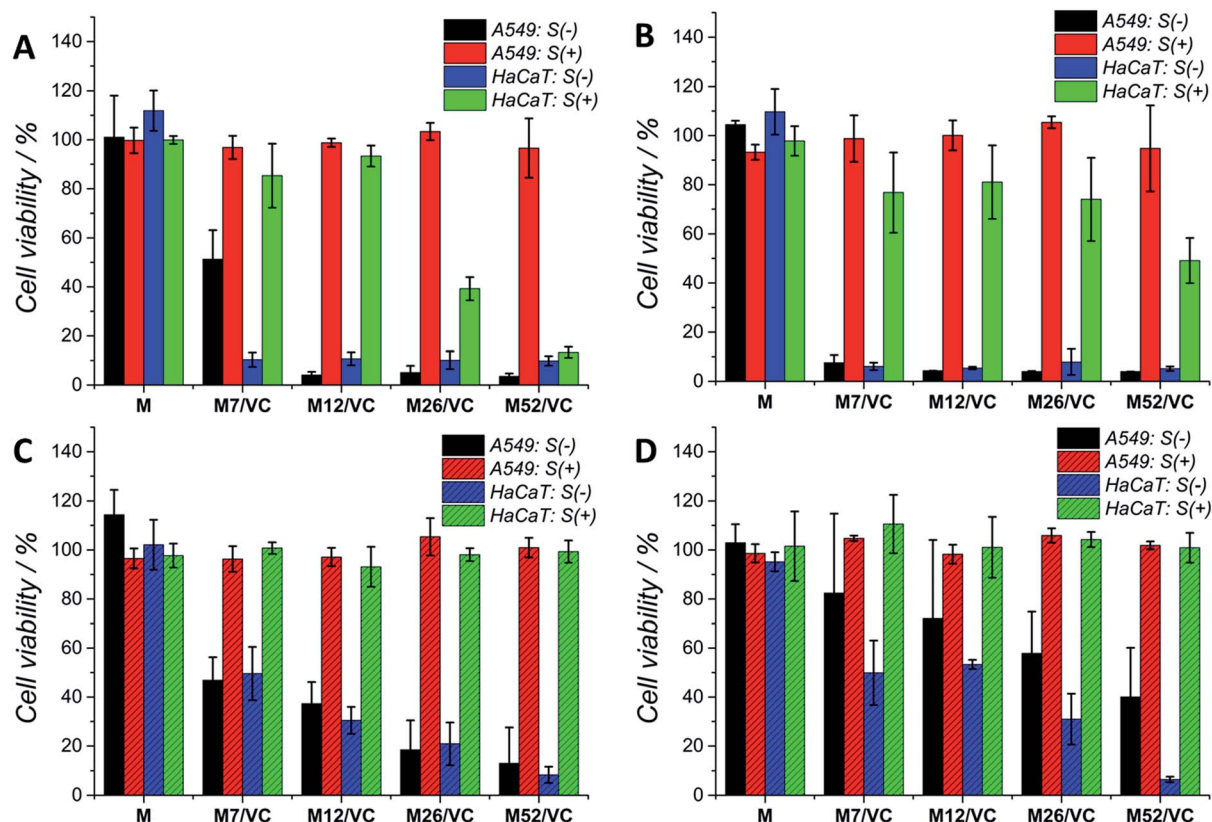 A
Cell viability / %
140
120
100
80
60
40
20
0
A549: S(-)
A549: S(+)
HaCaT: S(-)
HaCaT: S(+)
M M7/VC M12/VC M26/VC M52/VC
B
Cell viability / %
140
120
100
80
60
40
20
0
A549: S(-)
A549: S(+)
HaCaT: S(-)
HaCaT: S(+)
M M7/VC M12/VC M26/VC M52/VC
C
Cell viability / %
140
120
100
80
60
40
20
0
A549: S(-)
A549: S(+)
HaCaT: S(-)
HaCaT: S(+)
M M7/VC M12/VC M26/VC M52/VC
D
Cell viability / %
140
120
100
80
60
40
20
0
A549: S(-)
A549: S(+)
HaCaT: S(-)
HaCaT: S(+)
M M7/VC M12/VC M26/VC M52/VC